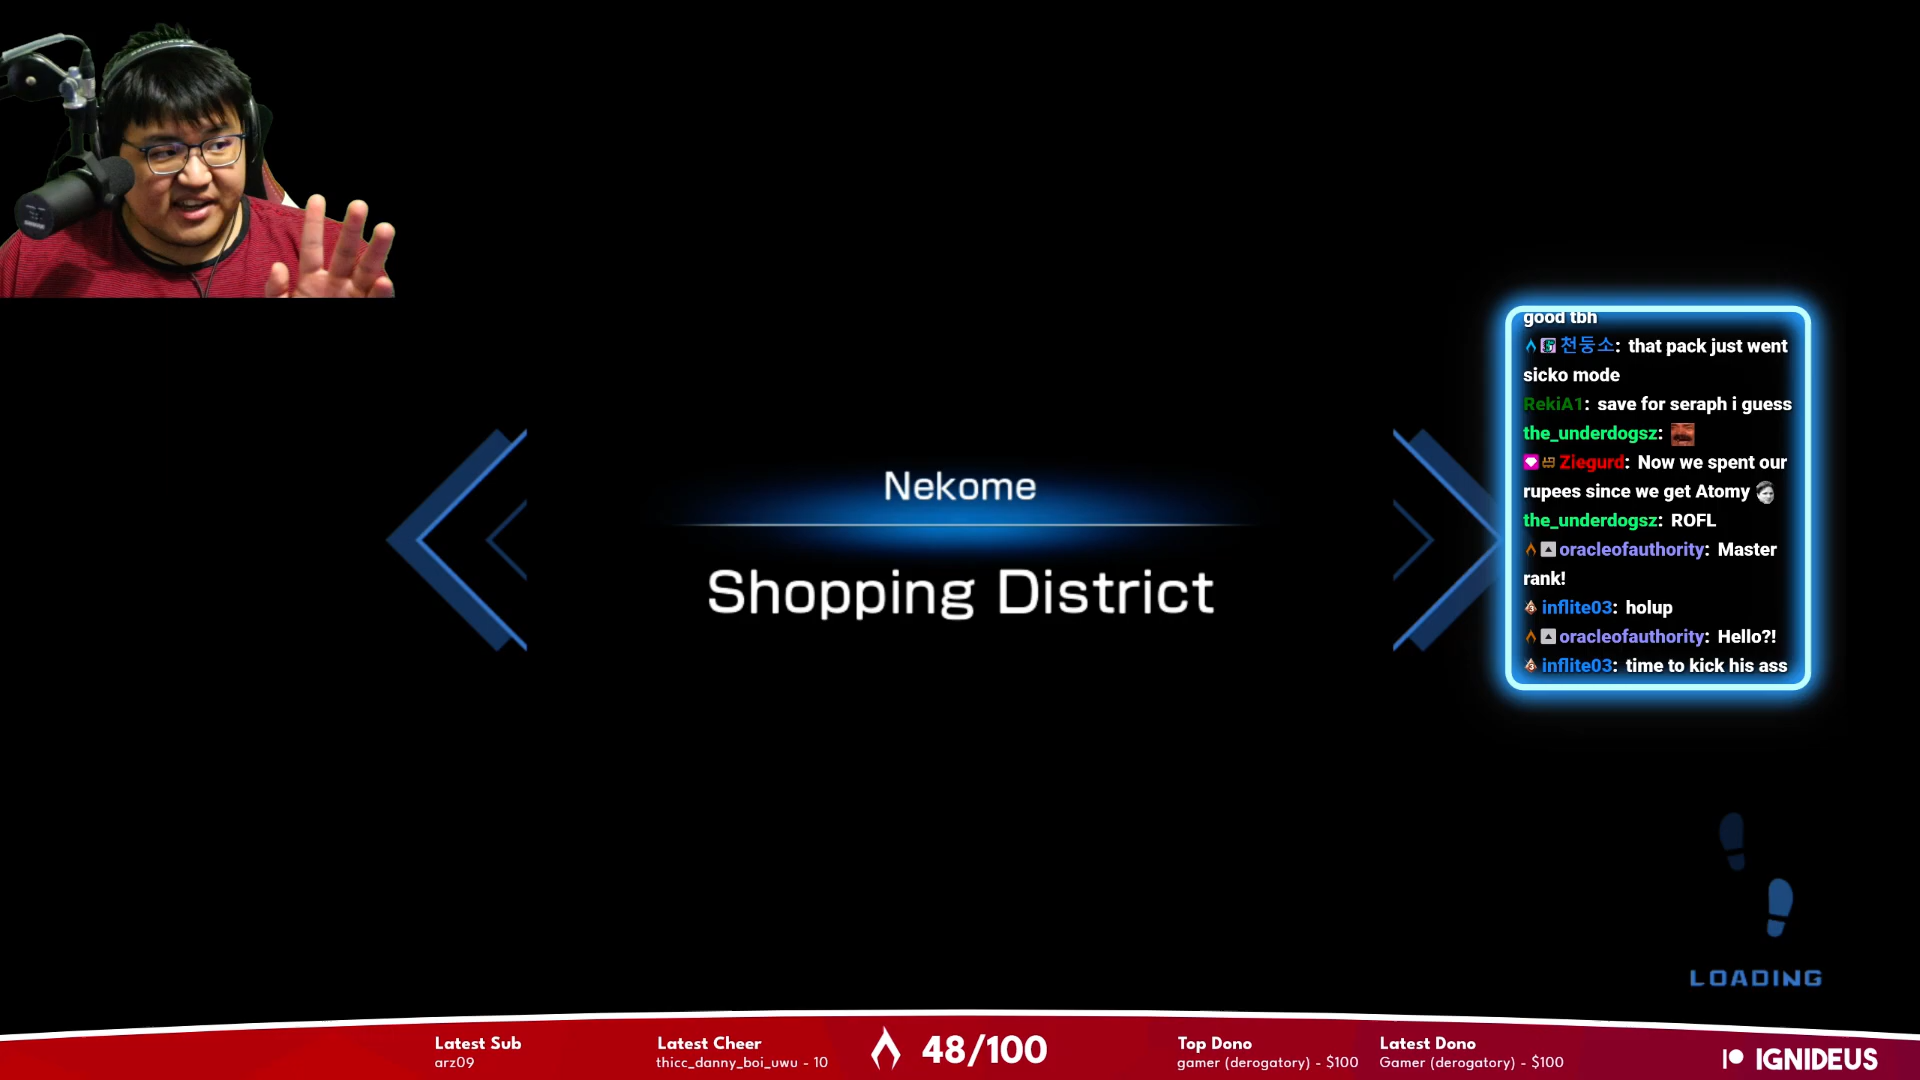 Nekome
Shopping District
good tbh
천둥소: that pack just went
sicko mode
RekiA1: save for seraph i guess
the_underdogsz:
Ziegurd: Now we spent our
rupees since we get Atomy
the_underdogsz: ROFL
oracleofauthority: Master
rank!
inflite03: holup
oracleofauthority: Hello?!
inflite03: time to kick his ass
LOADING
Latest Sub
arz09
Latest Cheer
thicc_danny_boi_uwu - 10
48/100
Top Dono
gamer (derogatory) - $100
Latest Dono
Gamer (derogatory) - $100
IGNIDEUS